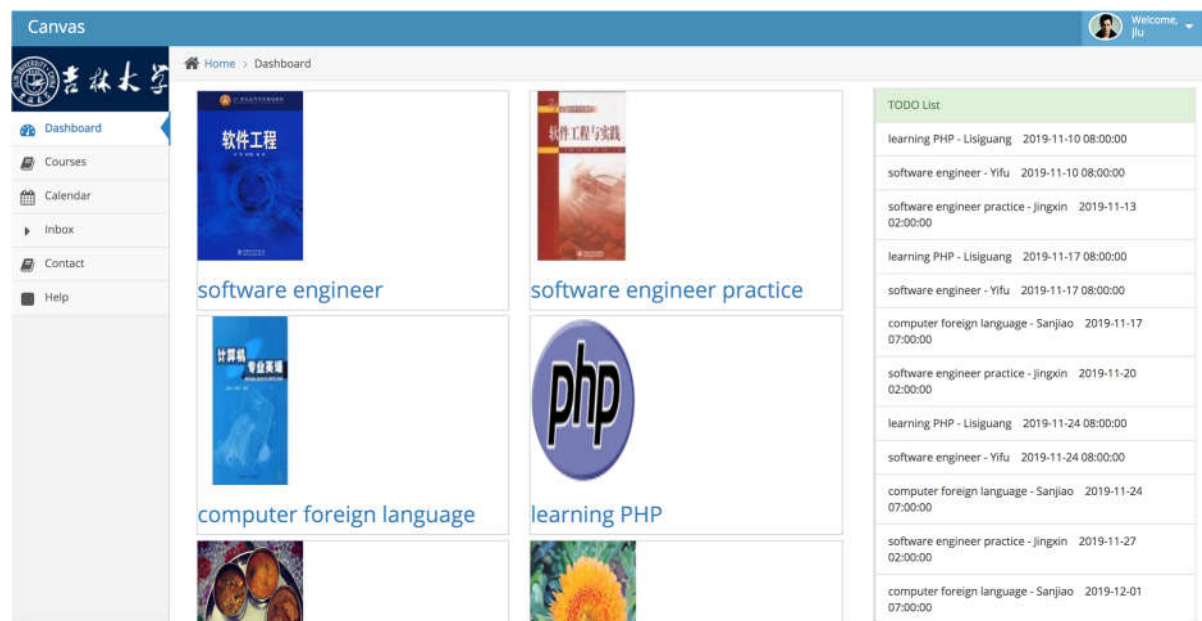 Canvas
Welcome,
jlu
吉林大学
Home > Dashboard
Dashboard
Courses
Calendar
Inbox
Contact
Help
软件工程
software engineer
软件工程与实践
software engineer practice
计算机
专业英语
computer foreign language
php
learning PHP
TODO List
learning PHP - Lisiguang 2019-11-10 08:00:00
software engineer - Yifu 2019-11-10 08:00:00
software engineer practice - Jingxin 2019-11-13
02:00:00
learning PHP - Lisiguang 2019-11-17 08:00:00
software engineer - Yifu 2019-11-17 08:00:00
computer foreign language - Sanjiao 2019-11-17
07:00:00
software engineer practice - Jingxin 2019-11-20
02:00:00
learning PHP - Lisiguang 2019-11-24 08:00:00
software engineer - Yifu 2019-11-24 08:00:00
computer foreign language - Sanjiao 2019-11-24
07:00:00
software engineer practice - Jingxin 2019-11-27
02:00:00
computer foreign language - Sanjiao 2019-12-01
07:00:00